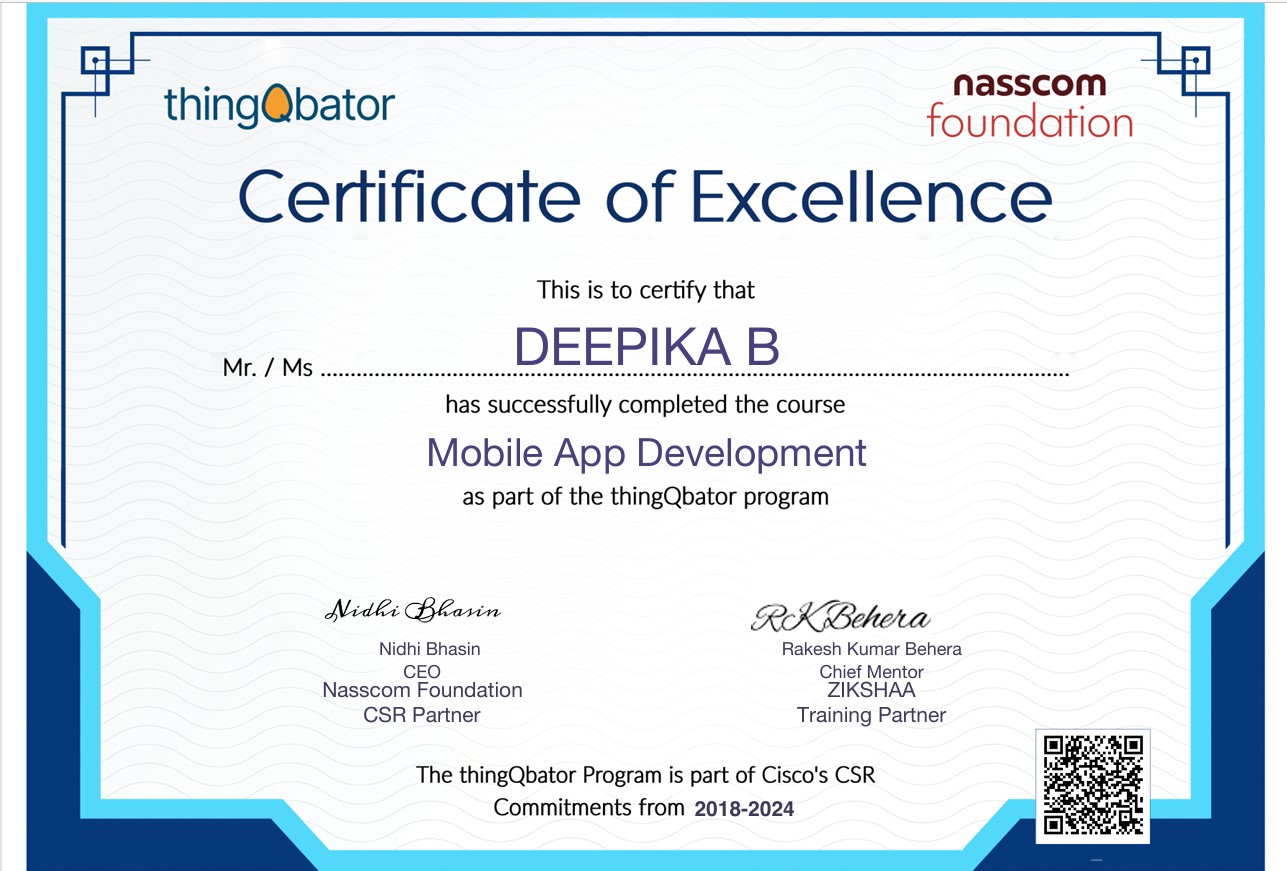 thingQbator
nasscom
foundation
Certificate of Excellence
This is to certify that
DEEPIKA B
Mr. / Ms ........................................................................................................................................
has successfully completed the course
Mobile App Development
as part of the thingQbator program
Nidhi Bhasin
Nidhi Bhasin
CEO
Nasscom Foundation
CSR Partner
RKBehera
Rakesh Kumar Behera
Chief Mentor
ZIKSHAA
Training Partner
The thingQbator Program is part of Cisco's CSR
Commitments from 2018-2024